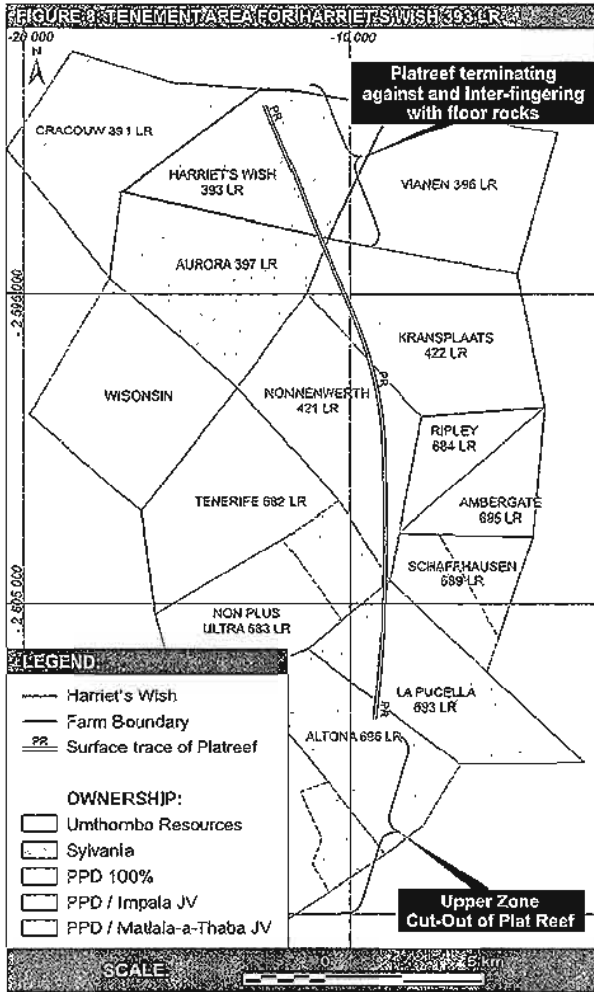 FIGURE 8: TENEMENT AREA FOR HARRIET'S WISH 393 LR
-20 000
-10 000
N
Platreef terminating
against and Inter-fingering
with floor rocks
PR
CRACOUW 391 LR
HARRIET'S WISH
393 LR
VIANEN 396 LR
AURORA 397 LR
KRANSPLAATS
422 LR
PR
WISONSIN
NONNENWERTH
421 LR
RIPLEY
684 LR
TENERIFE 682 LR
AMBERGATE
695 LR
SCHAFFHAUSEN
689 LR
-2 605 000
NON PLUS
ULTRA 683 LR
LA PUCELLA
693 LR
PR
ALTONA 696 LR
LEGEND
Harriet's Wish
Farm Boundary
PR
Surface trace of Platreef
OWNERSHIP:
Umthombo Resources
Sylvania
PPD 100%
PPD / Impala JV
PPD / Matlala-a-Thaba JV
Upper Zone
Cut-Out of Plat Reef
SCALE
0
5 km